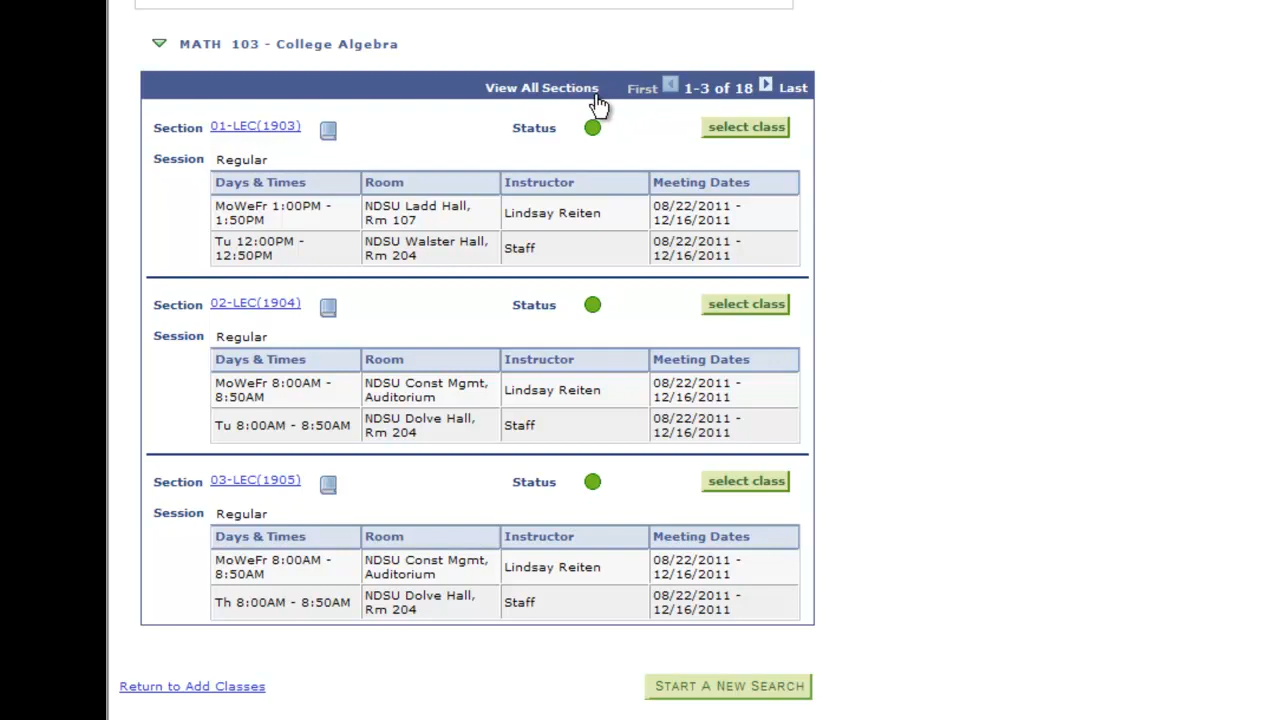 MATH 103 - College Algebra
View All Sections First 1-3 of 18 Last
Section 01-LEC(1903) Status select class
Session Regular
Days & Times Room Instructor Meeting Dates
MoWeFr 1:00PM - NDSU Ladd Hall, Lindsay Reiten 08/22/2011 -
1:50PM Rm 107 12/16/2011
Tu 12:00PM - NDSU Walster Hall, Staff 08/22/2011 -
12:50PM Rm 204 12/16/2011
Section 02-LEC(1904) Status select class
Session Regular
Days & Times Room Instructor Meeting Dates
MoWeFr 8:00AM - NDSU Const Mgmt, Lindsay Reiten 08/22/2011 -
8:50AM Auditorium 12/16/2011
Tu 8:00AM - 8:50AM NDSU Dolve Hall, Staff 08/22/2011 -
Rm 204 12/16/2011
Section 03-LEC(1905) Status select class
Session Regular
Days & Times Room Instructor Meeting Dates
MoWeFr 8:00AM - NDSU Const Mgmt, Lindsay Reiten 08/22/2011 -
8:50AM Auditorium 12/16/2011
Th 8:00AM - 8:50AM NDSU Dolve Hall, Staff 08/22/2011 -
Rm 204 12/16/2011
Return to Add Classes START A NEW SEARCH